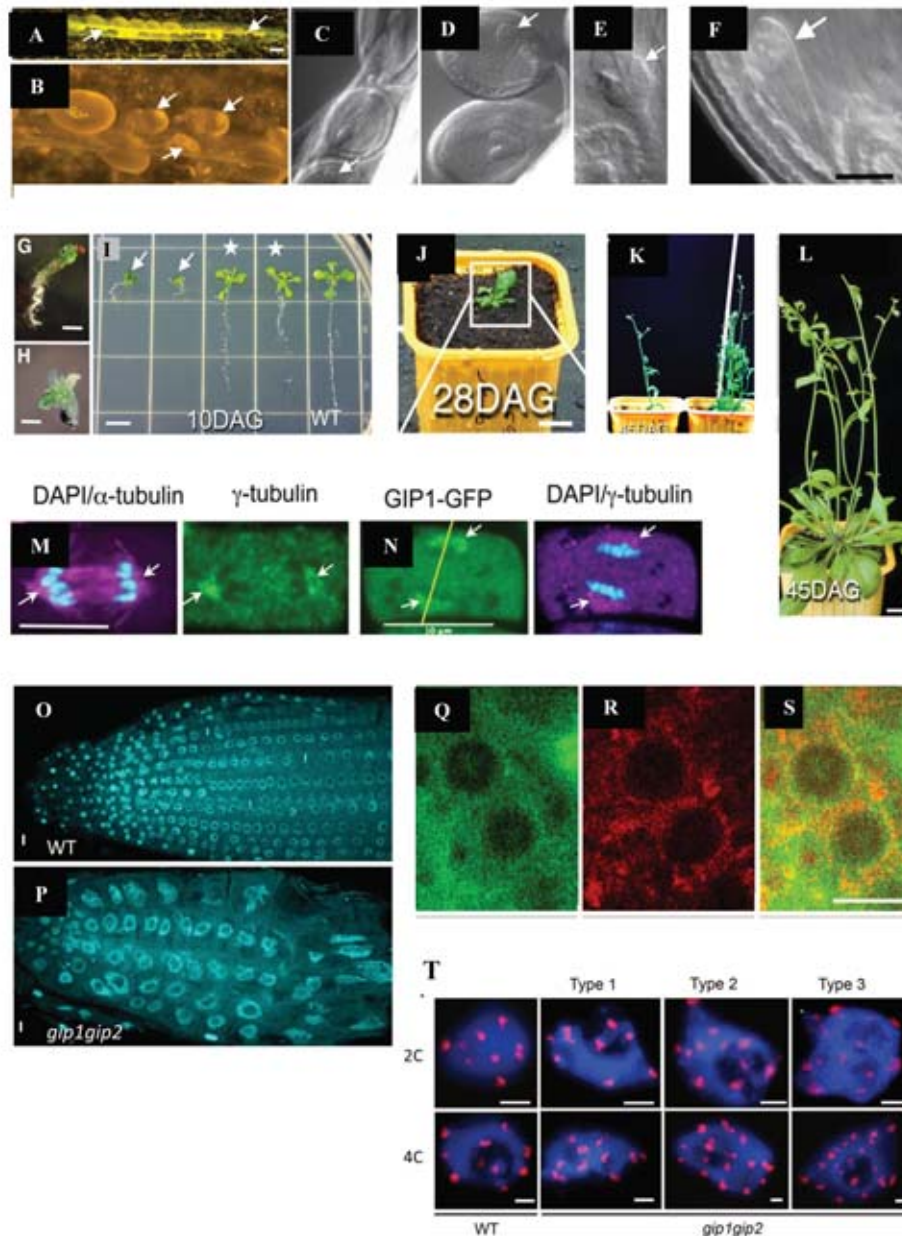 A
B
C
D
E
F
G
H
I
10DAG
WT
J
28DAG
K
L
45DAG
DAPI/α-tubulin
γ-tubulin
GIP1-GFP
DAPI/γ-tubulin
M
N
O
WT
P
gip1gip2
Q
R
S
T
Type 1
Type 2
Type 3
2C
4C
WT
gip1gip2